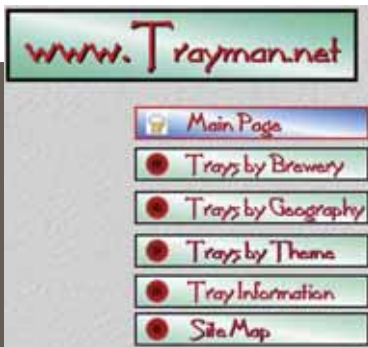 www.Trayman.net
Main Page
Trays by Brewery
Trays by Geography
Trays by Theme
Tray Information
Site Map